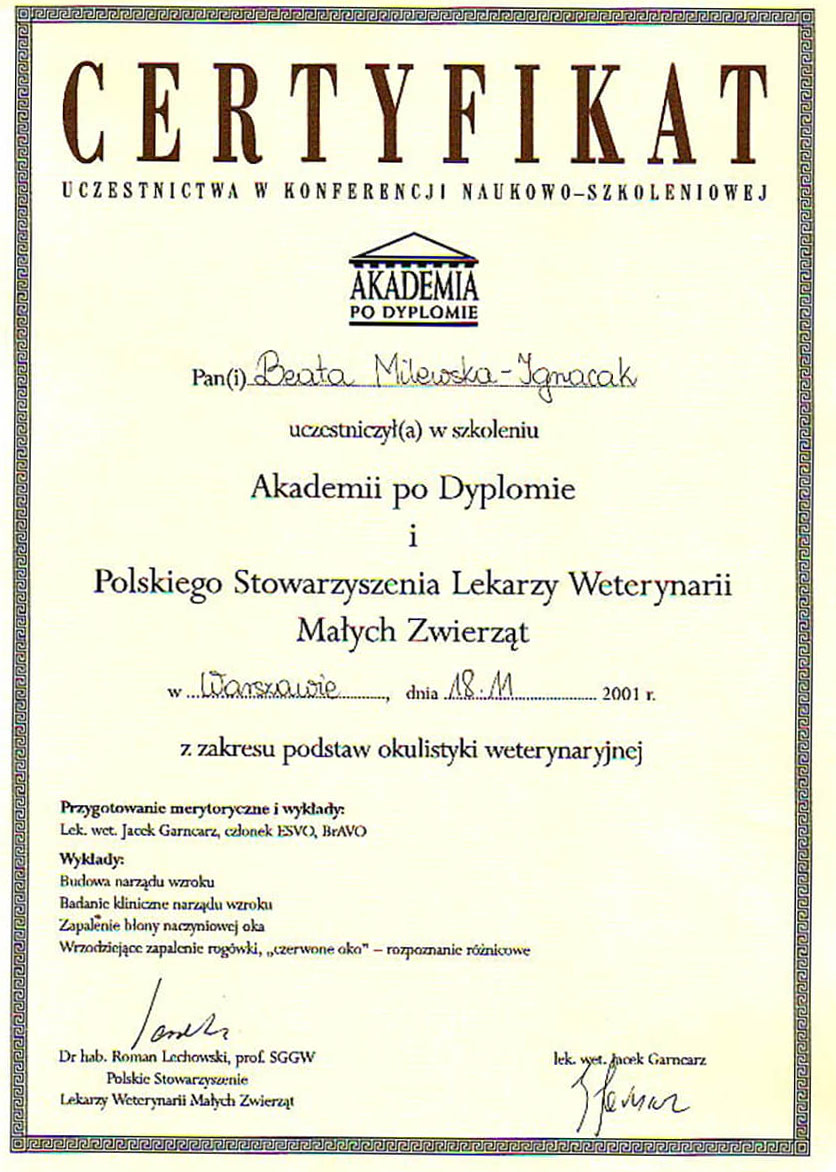 CERTYFIKAT
UCZESTNICTWA W KONFERENCJI NAUKOWO-SZKOLENIOWEJ
AKADEMIA
PO DYPLOMIE
Pan(i) Beata Milewska-Ignacak
uczestniczył(a) w szkoleniu
Akademii po Dyplomie
i
Polskiego Stowarzyszenia Lekarzy Weterynarii
Małych Zwierząt
w Warszawie, dnia 18.11 2001 r.
z zakresu podstaw okulistyki weterynaryjnej
Przygotowanie merytoryczne i wykłady:
Lek. wet. Jacek Garncarz, członek ESVO, BrAVO
Wykłady:
Budowa narządu wzroku
Badanie kliniczne narządu wzroku
Zapalenie błony naczyniowej oka
Wrzodziejące zapalenie rogówki, „czerwone oko” – rozpoznanie różnicowe
Dr hab. Roman Lechowski, prof. SGGW
Polskie Stowarzyszenie
Lekarzy Weterynarii Małych Zwierząt
lek. wet. Jacek Garncarz